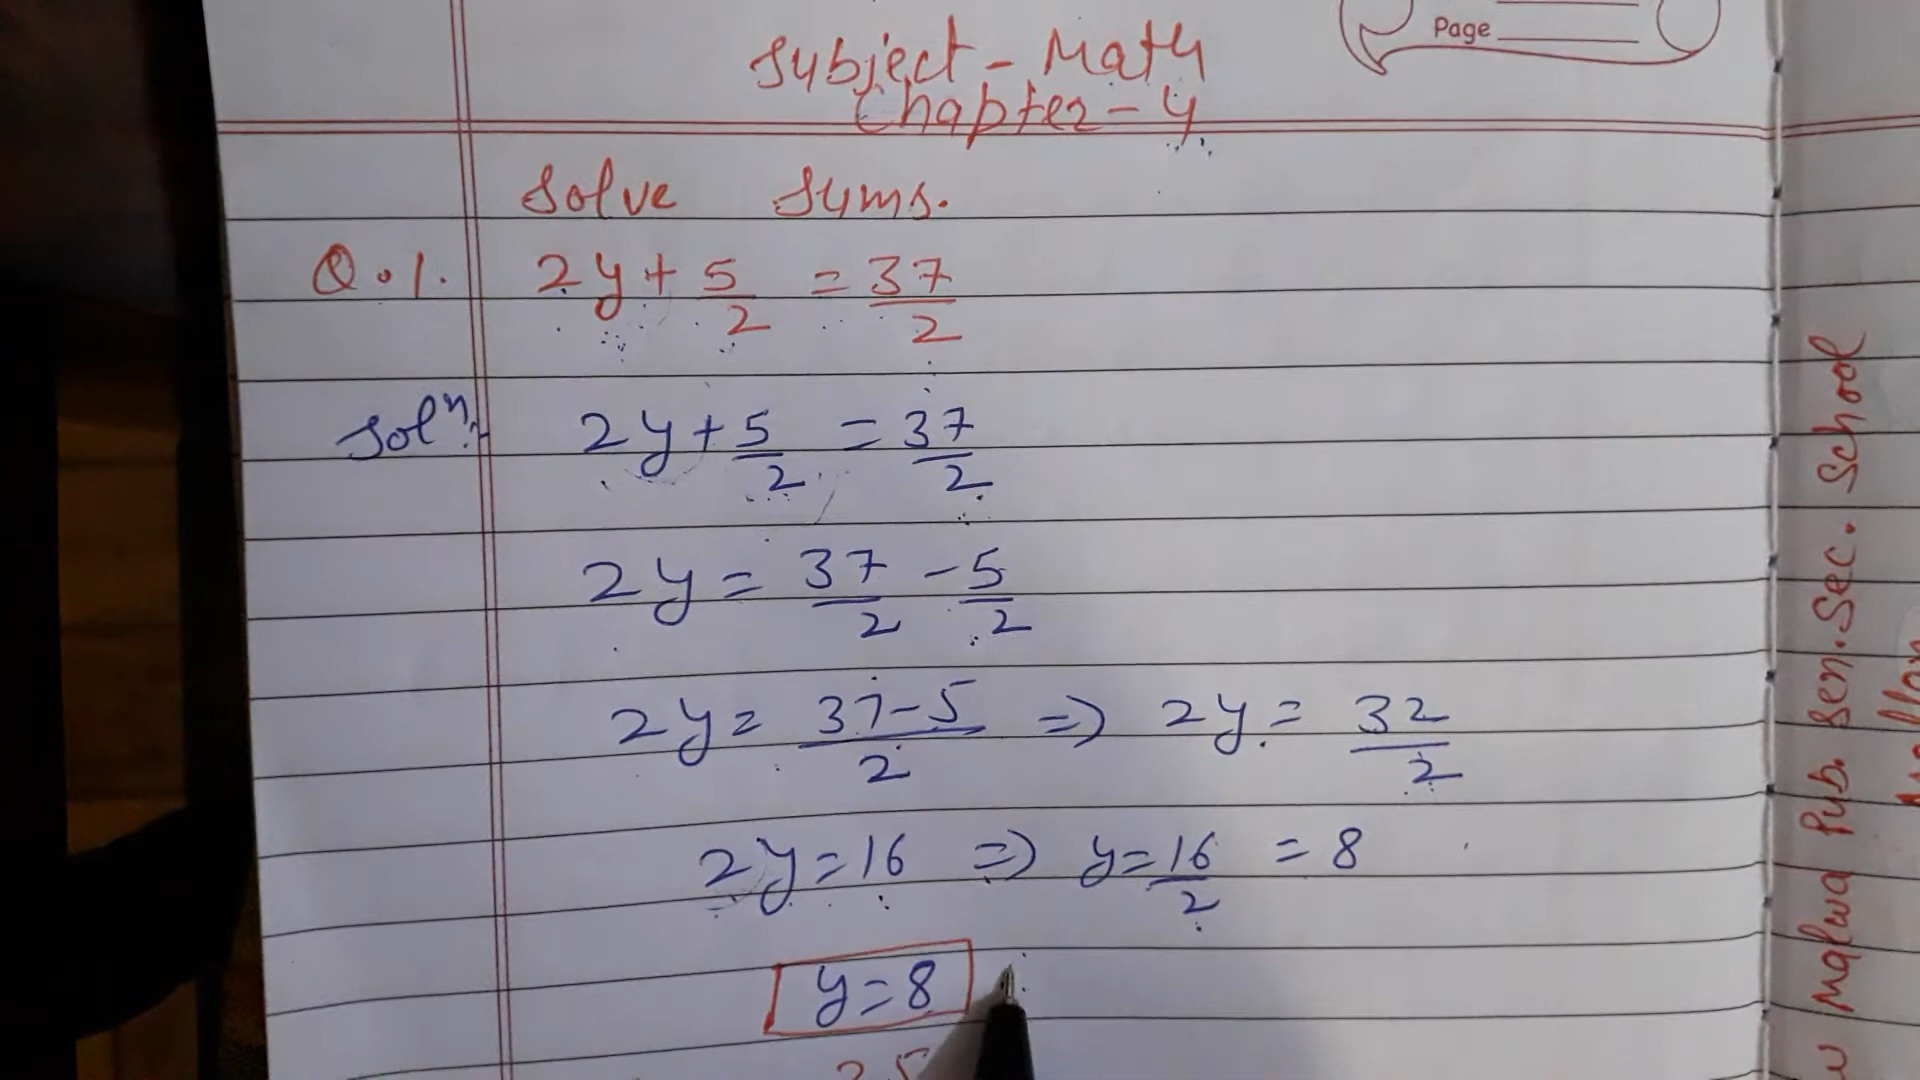 Page
Subject - Math
Chapter - 4
Solve Sums.
Q.1. 2y + 5/2 = 37/2
Solⁿ:- 2y + 5/2 = 37/2
2y = 37/2 - 5/2
2y = 37-5/2 ⇒ 2y = 32/2
2y = 16 ⇒ y = 16/2 = 8
y = 8
Malwa Pub. Sen. Sec. School